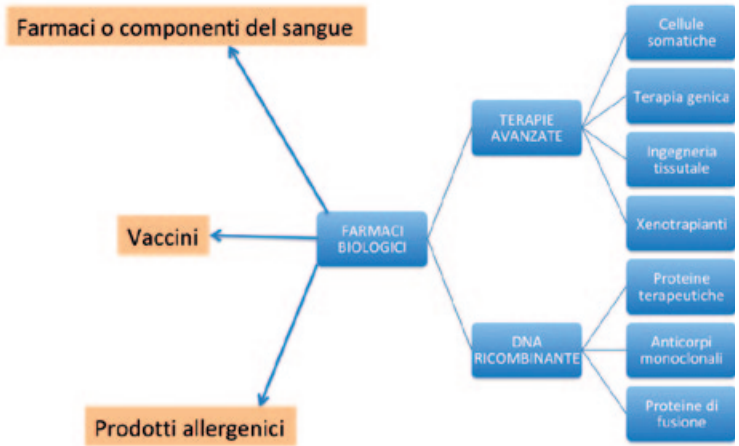 Farmaci o componenti del sangue
Vaccini
Prodotti allergenici
FARMACI
BIOLOGICI
TERAPIE
AVANZATE
DNA
RICOMBINANTE
Cellule
somatiche
Terapia genica
Ingegneria
tissutale
Xenotrapianti
Proteine
terapeutiche
Anticorpi
monoclonali
Proteine di
fusione